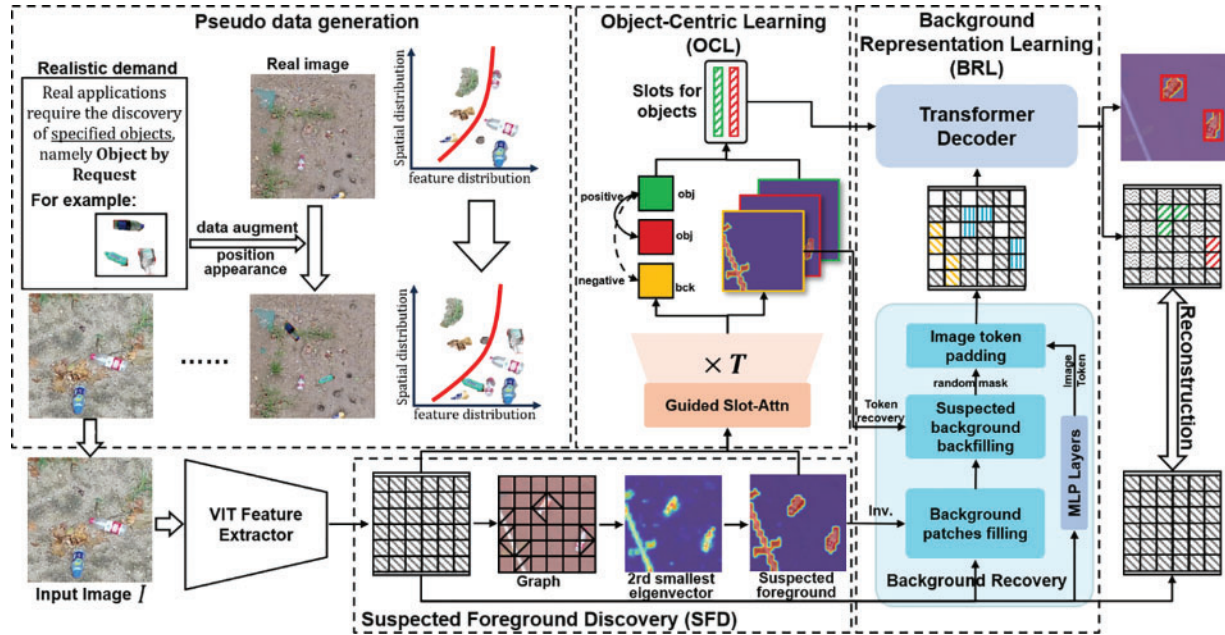 Pseudo data generation
Realistic demand
Real applications
require the discovery
of specified objects,
namely Object by
Request
For example:
Real image
data augment
position
appearance
Spatial distribution
feature distribution
Spatial distribution
feature distribution
......
Input Image I
VIT Feature
Extractor
Graph
2rd smallest
eigenvector
Suspected
foreground
Suspected Foreground Discovery (SFD)
Object-Centric Learning
(OCL)
Slots for
objects
positive
obj
obj
negative
bck
× T
Guided Slot-Attn
Background
Representation Learning
(BRL)
Transformer
Decoder
Image token
padding
random mask
Image
Token
Token
recovery
Suspected
background
backfilling
MLP Layers
Inv.
Background
patches filling
Background Recovery
Reconstruction